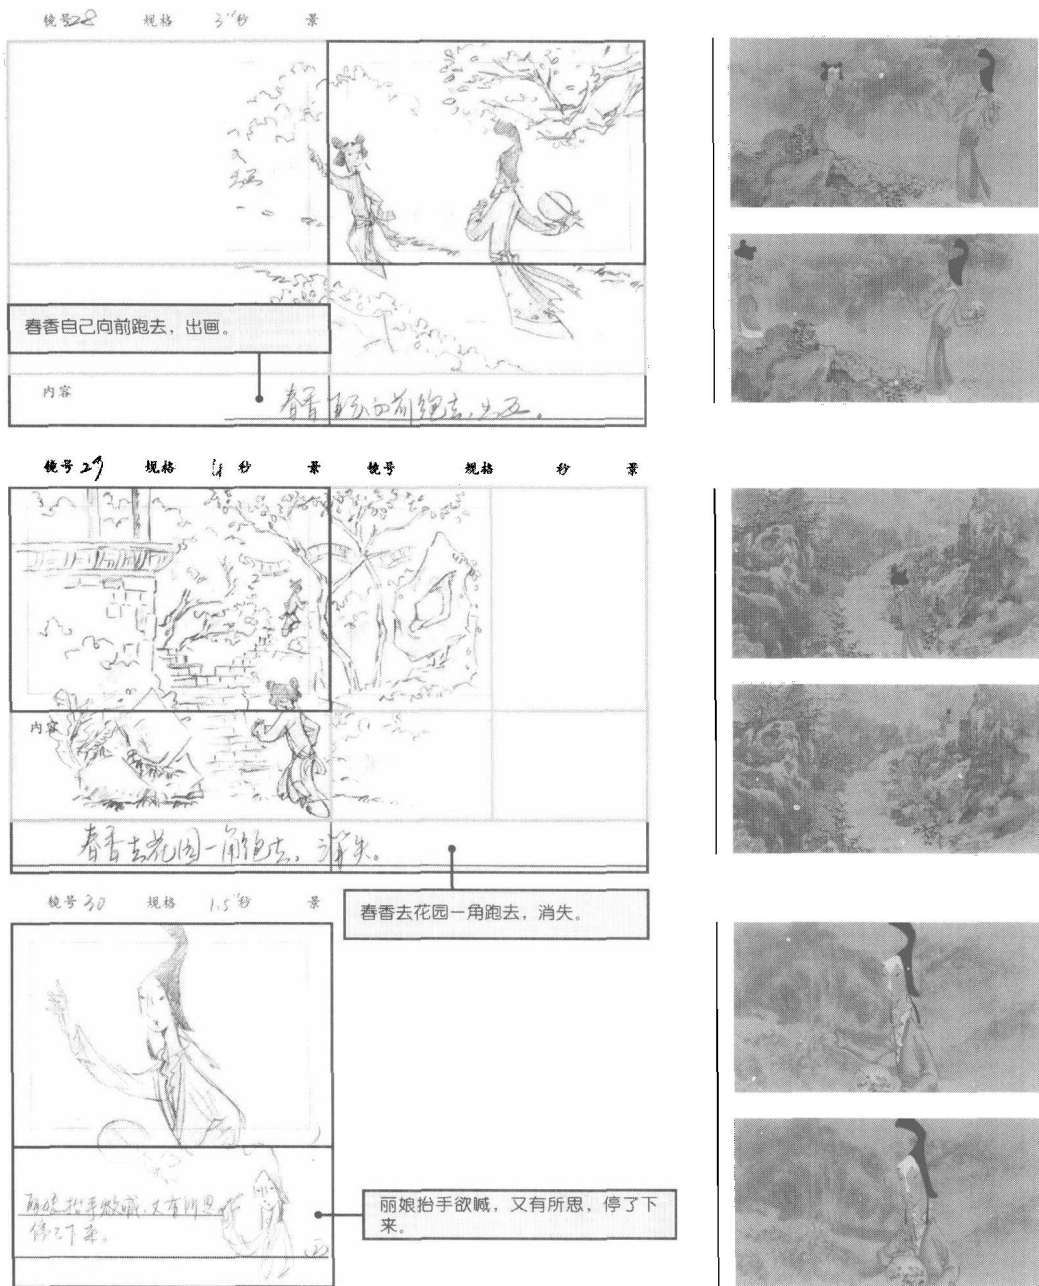 镜号28 规格 3"秒 景
出画
春香自己向前跑去，出画。
内容
春香自己向前跑去，出画。
镜号29 规格 4秒 景 镜号 规格 秒 景
内容
春香去花园一角跑去，消失。
春香去花园一角跑去，消失。
镜号30 规格 1.5"秒 景
丽娘抬手欲喊，又有所思
停了下来。
丽娘抬手欲喊，又有所思，停了下
来。